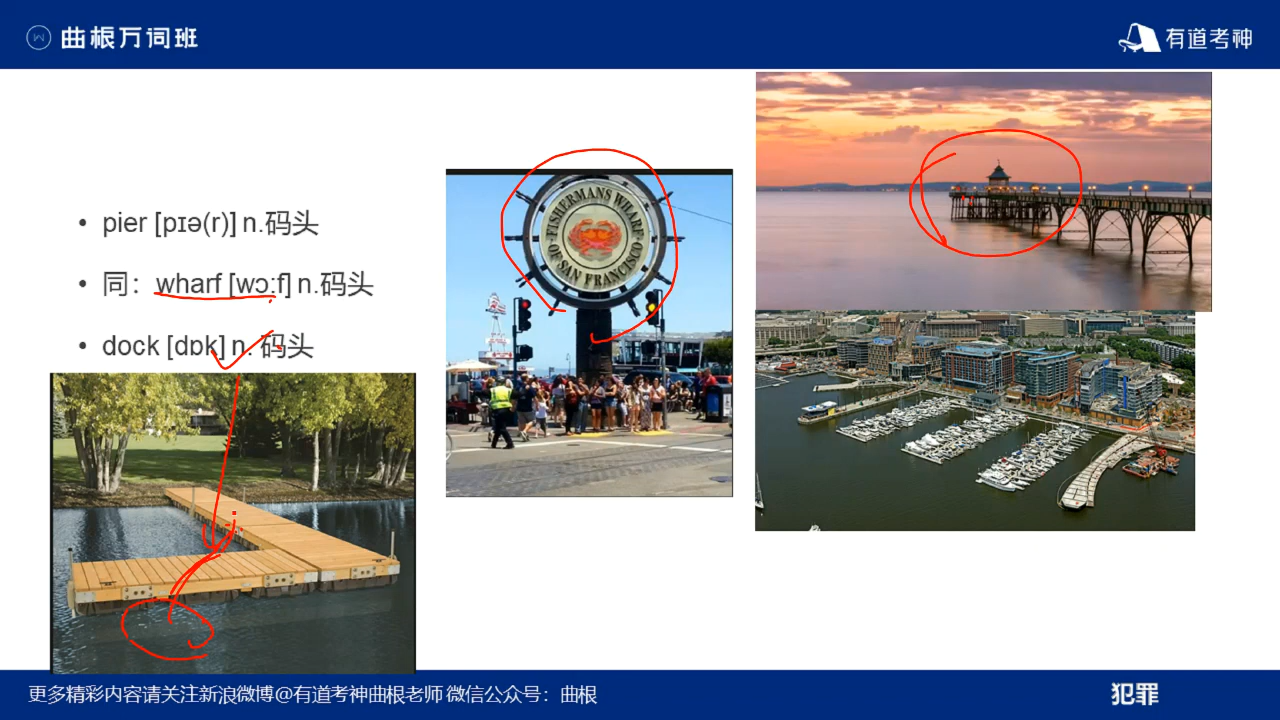 曲根万词班
有道考神
• pier [pɪə(r)] n.码头
• 同：wharf [wɔːf] n.码头
• dock [dɒk] n. 码头
FISHERMANS WHARF
OF SAN FRANCISCO
更多精彩内容请关注新浪微博@有道考神曲根老师 微信公众号：曲根
犯罪